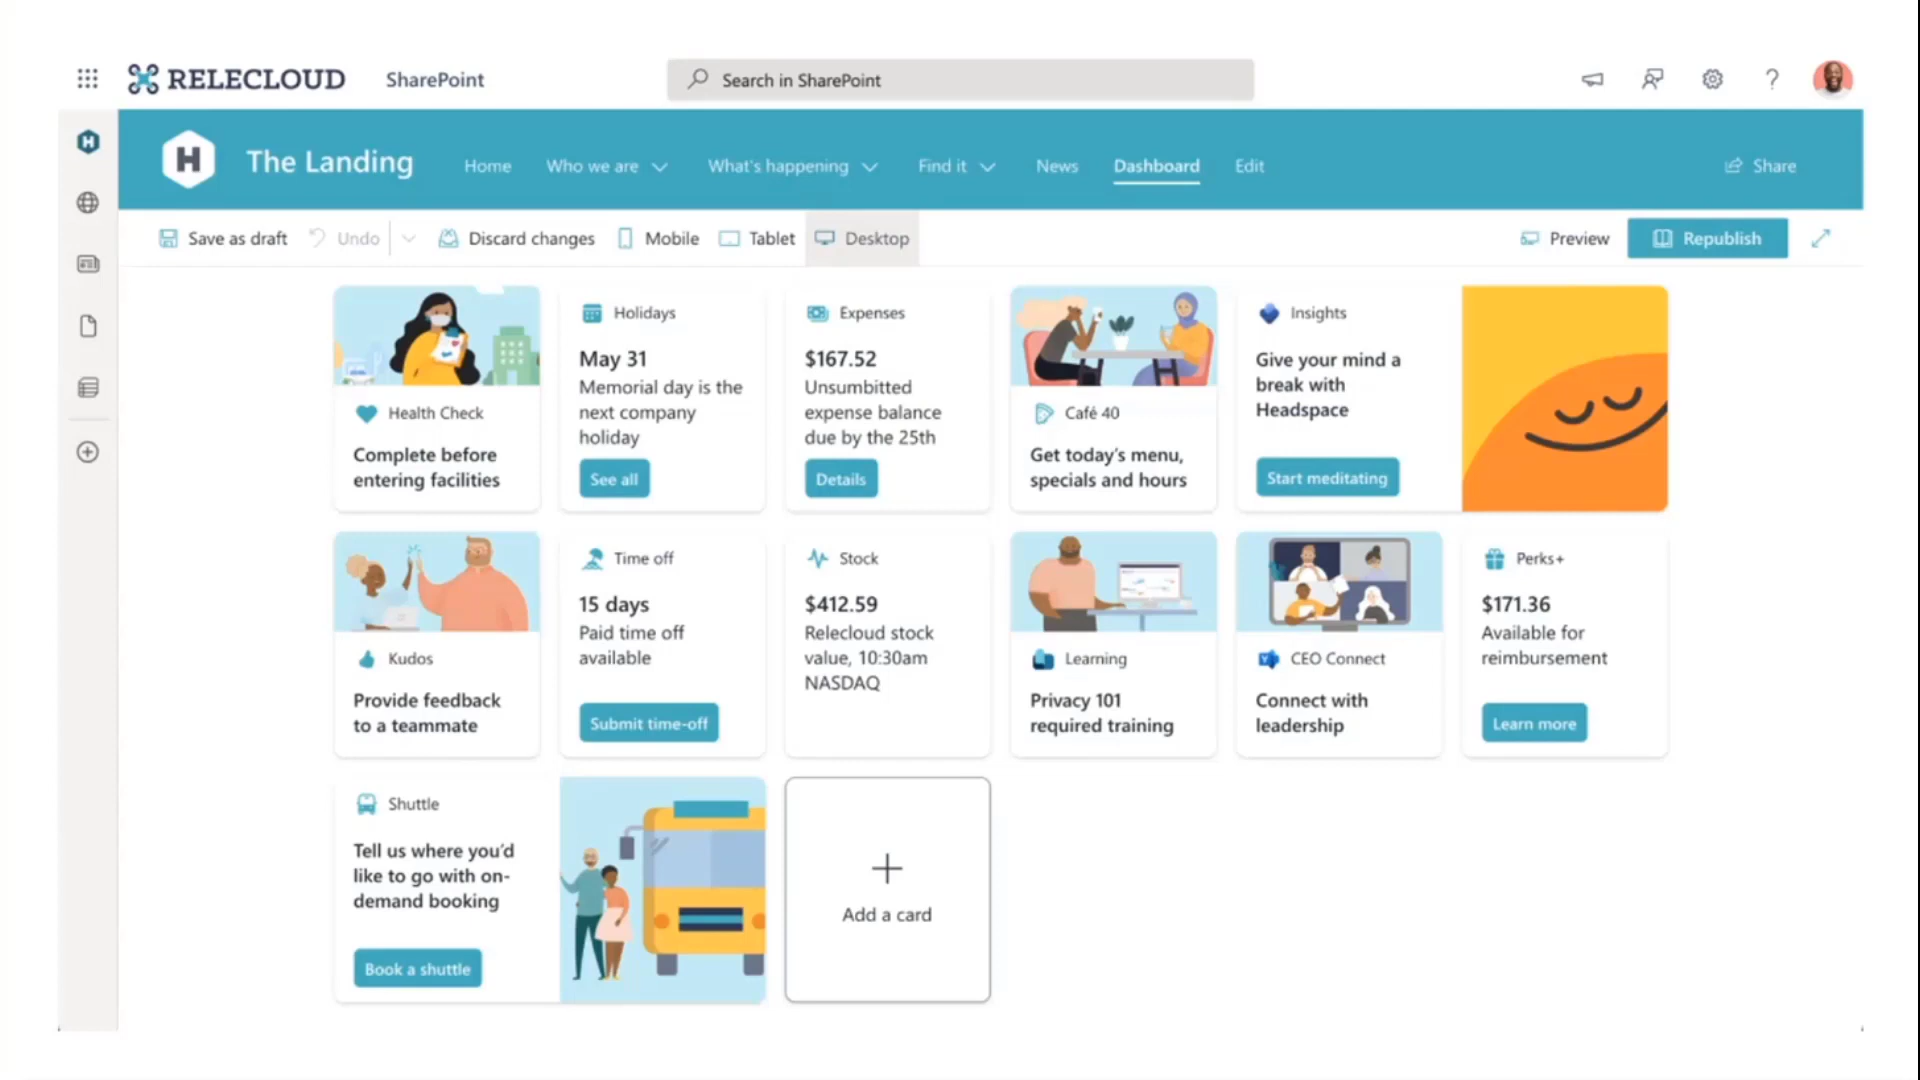 RELECLOUD SharePoint Search in SharePoint
H
H The Landing Home Who we are What's happening Find it News Dashboard Edit Share
Save as draft Undo Discard changes Mobile Tablet Desktop Preview Republish
Health Check
Complete before
entering facilities
Holidays
May 31
Memorial day is the
next company
holiday
See all
Expenses
$167.52
Unsumbitted
expense balance
due by the 25th
Details
Café 40
Get today's menu,
specials and hours
Insights
Give your mind a
break with
Headspace
Start meditating
Kudos
Provide feedback
to a teammate
Time off
15 days
Paid time off
available
Submit time-off
Stock
$412.59
Relecloud stock
value, 10:30am
NASDAQ
Learning
Privacy 101
required training
CEO Connect
Connect with
leadership
Perks+
$171.36
Available for
reimbursement
Learn more
Shuttle
Tell us where you'd
like to go with on-
demand booking
Book a shuttle
Add a card